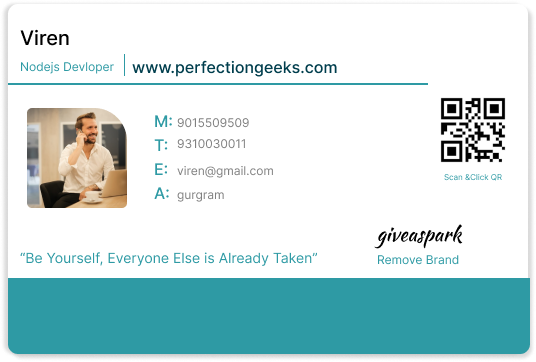 Viren
Nodejs Devloper www.perfectiongeeks.com
M: 9015509509
T: 9310030011
E: viren@gmail.com
A: gurgram
Scan &Click QR
giveaspark
“Be Yourself, Everyone Else is Already Taken”
Remove Brand